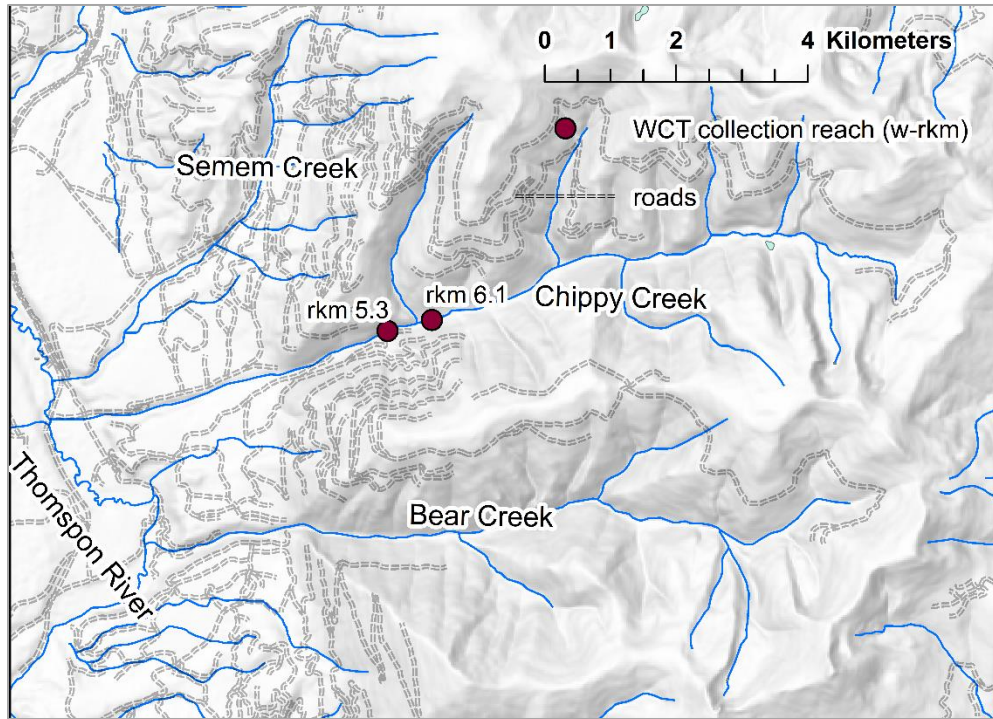 0 1 2 4 Kilometers
WCT collection reach (w-rkm)
Semem Creek
roads
rkm 6.1
Chippy Creek
rkm 5.3
Thomspon River
Bear Creek